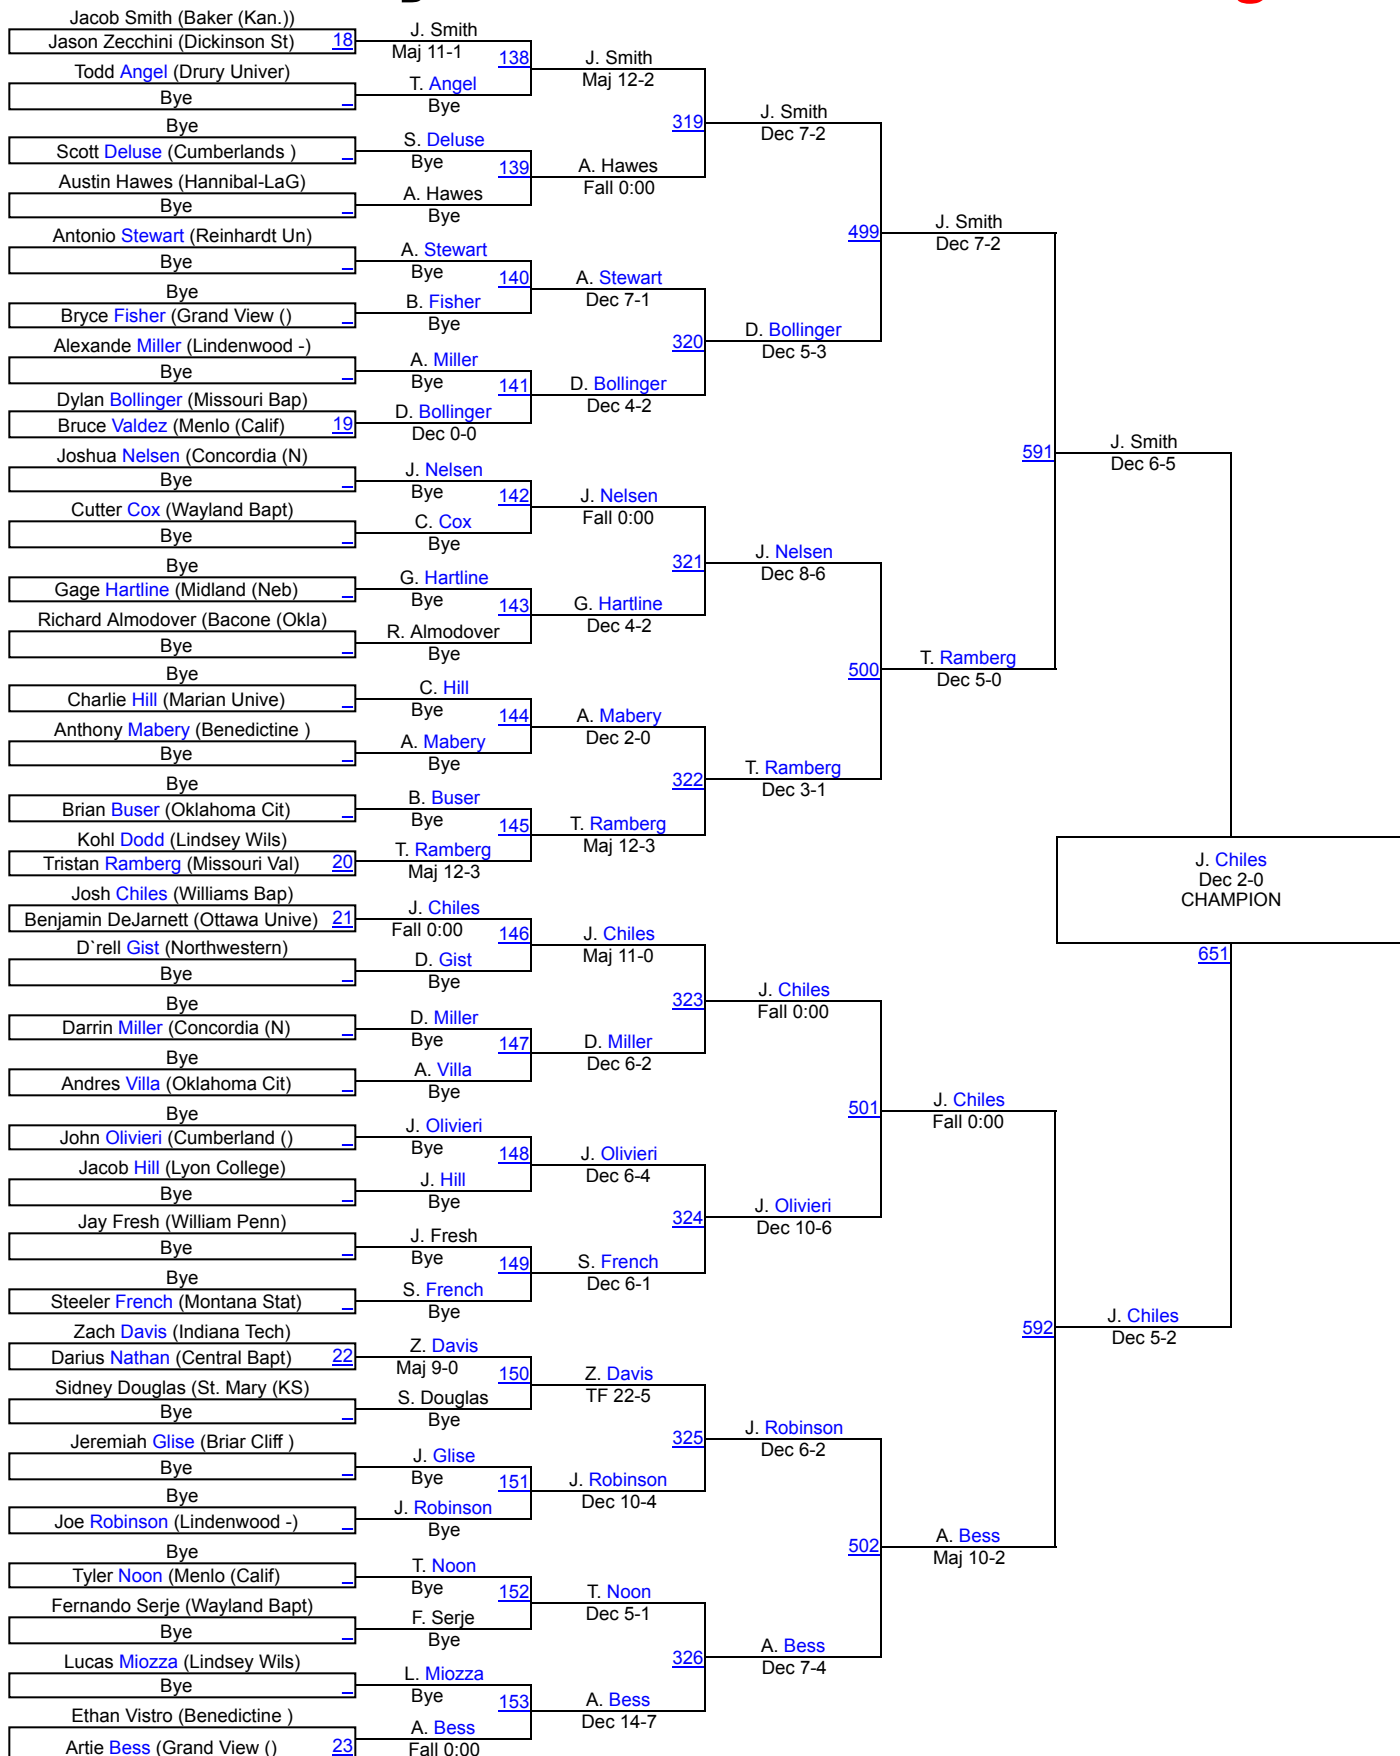 Jacob Smith (Baker (Kan.))
Jason Zecchini (Dickinson St) 18
J. Smith
Maj 11-1
138
J. Smith
Maj 12-2
Todd Angel (Drury Univer)
Bye _
T. Angel
Bye
319
J. Smith
Dec 7-2
Bye
Scott Deluse (Cumberlands ) _
S. Deluse
Bye
139
A. Hawes
Fall 0:00
Austin Hawes (Hannibal-LaG)
Bye _
A. Hawes
Bye
499
J. Smith
Dec 7-2
Antonio Stewart (Reinhardt Un)
Bye _
A. Stewart
Bye
140
A. Stewart
Dec 7-1
Bye
Bryce Fisher (Grand View () _
B. Fisher
Bye
320
D. Bollinger
Dec 5-3
Alexande Miller (Lindenwood -)
Bye _
A. Miller
Bye
141
D. Bollinger
Dec 4-2
Dylan Bollinger (Missouri Bap)
Bruce Valdez (Menlo (Calif) 19
D. Bollinger
Dec 0-0
591
J. Smith
Dec 6-5
Joshua Nelsen (Concordia (N)
Bye _
J. Nelsen
Bye
142
J. Nelsen
Fall 0:00
Cutter Cox (Wayland Bapt)
Bye _
C. Cox
Bye
321
J. Nelsen
Dec 8-6
Bye
Gage Hartline (Midland (Neb) _
G. Hartline
Bye
143
G. Hartline
Dec 4-2
Richard Almodover (Bacone (Okla)
Bye _
R. Almodover
Bye
500
T. Ramberg
Dec 5-0
Bye
Charlie Hill (Marian Unive) _
C. Hill
Bye
144
A. Mabery
Dec 2-0
Anthony Mabery (Benedictine )
Bye _
A. Mabery
Bye
322
T. Ramberg
Dec 3-1
Bye
Brian Buser (Oklahoma Cit) _
B. Buser
Bye
145
T. Ramberg
Maj 12-3
Kohl Dodd (Lindsey Wils)
Tristan Ramberg (Missouri Val) 20
T. Ramberg
Maj 12-3
J. Chiles
Dec 2-0
CHAMPION
651
Josh Chiles (Williams Bap)
Benjamin DeJarnett (Ottawa Unive) 21
J. Chiles
Fall 0:00
146
J. Chiles
Maj 11-0
D`rell Gist (Northwestern)
Bye _
D. Gist
Bye
323
J. Chiles
Fall 0:00
Bye
Darrin Miller (Concordia (N) _
D. Miller
Bye
147
D. Miller
Dec 6-2
Bye
Andres Villa (Oklahoma Cit) _
A. Villa
Bye
501
J. Chiles
Fall 0:00
Bye
John Olivieri (Cumberland () _
J. Olivieri
Bye
148
J. Olivieri
Dec 6-4
Jacob Hill (Lyon College)
Bye _
J. Hill
Bye
324
J. Olivieri
Dec 10-6
Jay Fresh (William Penn)
Bye _
J. Fresh
Bye
149
S. French
Dec 6-1
Bye
Steeler French (Montana Stat) _
S. French
Bye
592
J. Chiles
Dec 5-2
Zach Davis (Indiana Tech)
Darius Nathan (Central Bapt) 22
Z. Davis
Maj 9-0
150
Z. Davis
TF 22-5
Sidney Douglas (St. Mary (KS)
Bye _
S. Douglas
Bye
325
J. Robinson
Dec 6-2
Jeremiah Glise (Briar Cliff )
Bye _
J. Glise
Bye
151
J. Robinson
Dec 10-4
Bye
Joe Robinson (Lindenwood -) _
J. Robinson
Bye
502
A. Bess
Maj 10-2
Bye
Tyler Noon (Menlo (Calif) _
T. Noon
Bye
152
T. Noon
Dec 5-1
Fernando Serje (Wayland Bapt)
Bye _
F. Serje
Bye
326
A. Bess
Dec 7-4
Lucas Miozza (Lindsey Wils)
Bye _
L. Miozza
Bye
153
A. Bess
Dec 14-7
Ethan Vistro (Benedictine )
Artie Bess (Grand View () 23
A. Bess
Fall 0:00